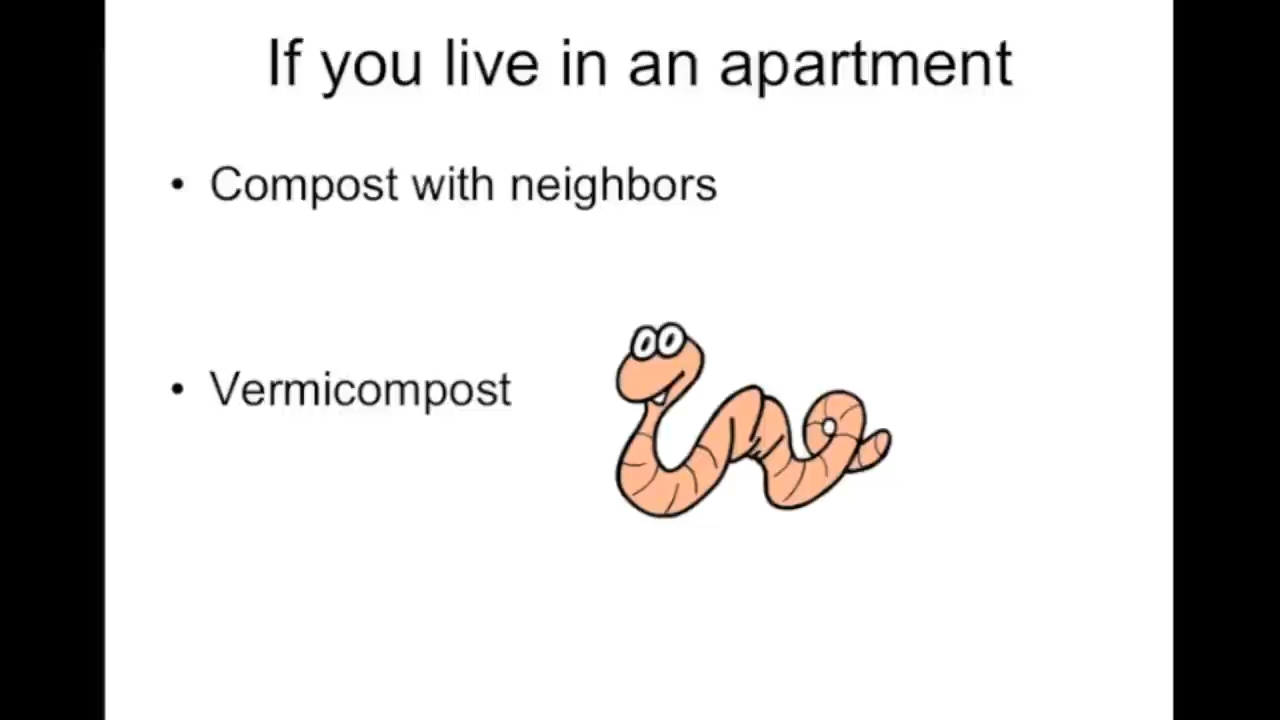 If you live in an apartment
• Compost with neighbors
• Vermicompost